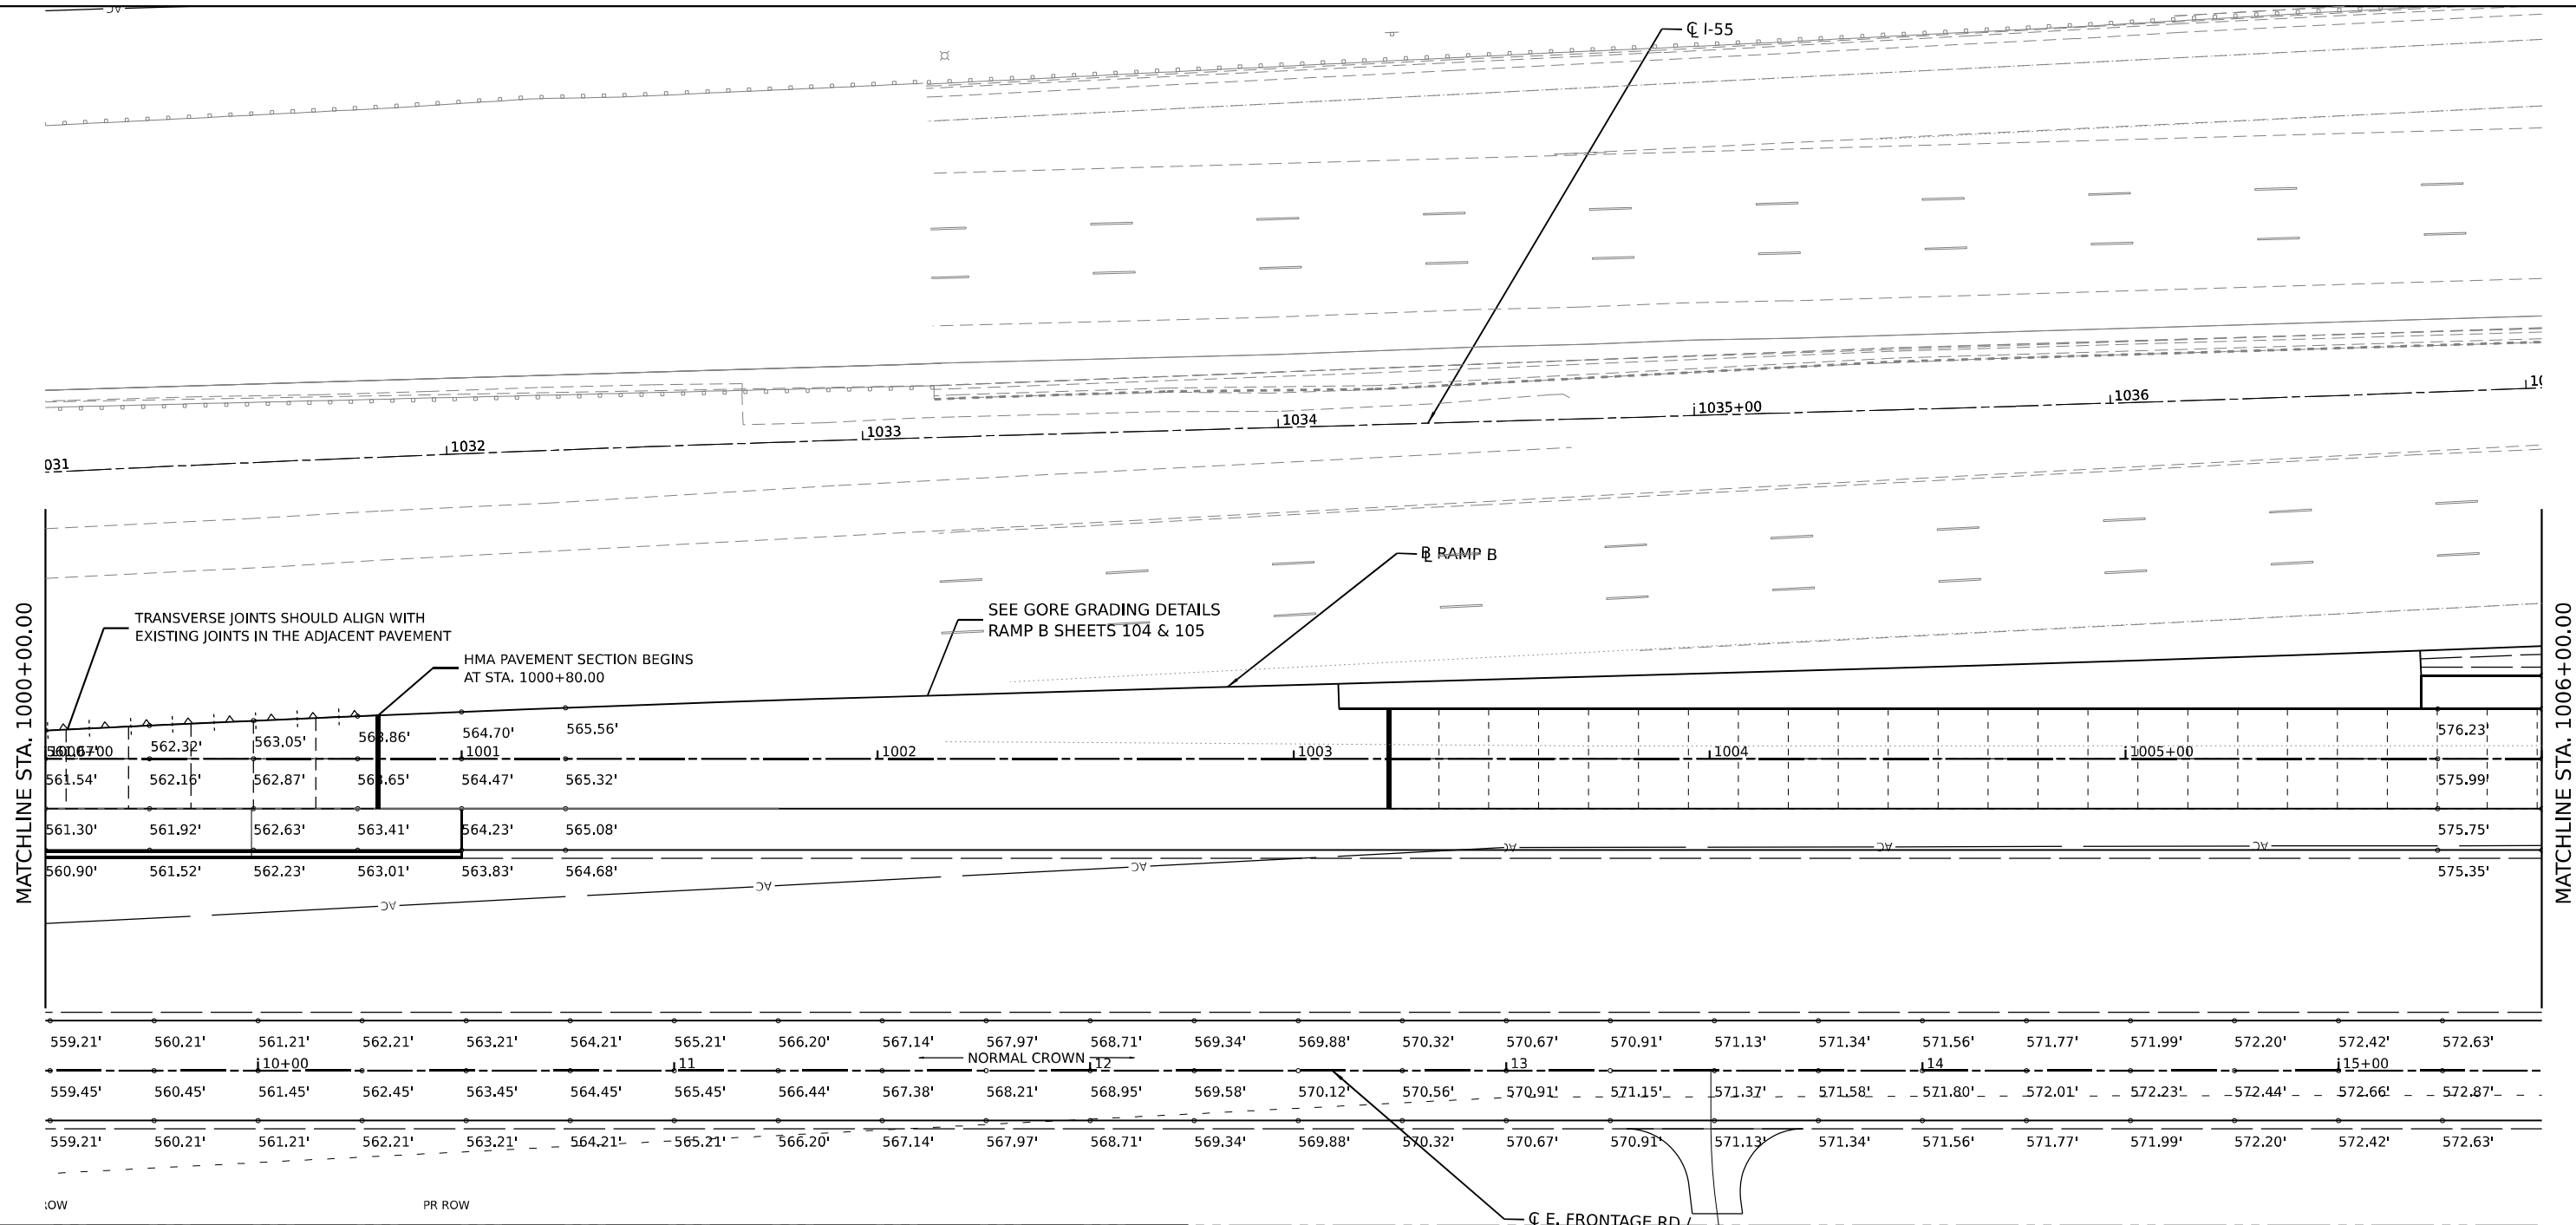 AC
℄ I-55
1031
1032
1033
1034
1035+00
1036
MATCHLINE STA. 1000+00.00
MATCHLINE STA. 1006+00.00
TRANSVERSE JOINTS SHOULD ALIGN WITH
EXISTING JOINTS IN THE ADJACENT PAVEMENT
HMA PAVEMENT SECTION BEGINS
AT STA. 1000+80.00
SEE GORE GRADING DETAILS
RAMP B SHEETS 104 & 105
RAMP B
562.32' 563.05' 563.86' 564.70' 565.56' 576.23'
1001 1002 1003 1004 1005+00
561.54' 562.16' 562.87' 563.65' 564.47' 565.32' 575.99'
561.30' 561.92' 562.63' 563.41' 564.23' 565.08' 575.75'
560.90' 561.52' 562.23' 563.01' 563.83' 564.68' 575.35'
AC AC AC AC AC AC
559.21' 560.21' 561.21' 562.21' 563.21' 564.21' 565.21' 566.20' 567.14' 567.97' 568.71' 569.34' 569.88' 570.32' 570.67' 570.91' 571.13' 571.34' 571.56' 571.77' 571.99' 572.20' 572.42' 572.63'
NORMAL CROWN
10+00 11 12 13 14 15+00
559.45' 560.45' 561.45' 562.45' 563.45' 564.45' 565.45' 566.44' 567.38' 568.21' 568.95' 569.58' 570.12' 570.56' 570.91' 571.15' 571.37' 571.58' 571.80' 572.01' 572.23' 572.44' 572.66' 572.87'
559.21' 560.21' 561.21' 562.21' 563.21' 564.21' 565.21' 566.20' 567.14' 567.97' 568.71' 569.34' 569.88' 570.32' 570.67' 570.91' 571.13' 571.34' 571.56' 571.77' 571.99' 572.20' 572.42' 572.63'
ROW
PR ROW
℄ E. FRONTAGE RD /